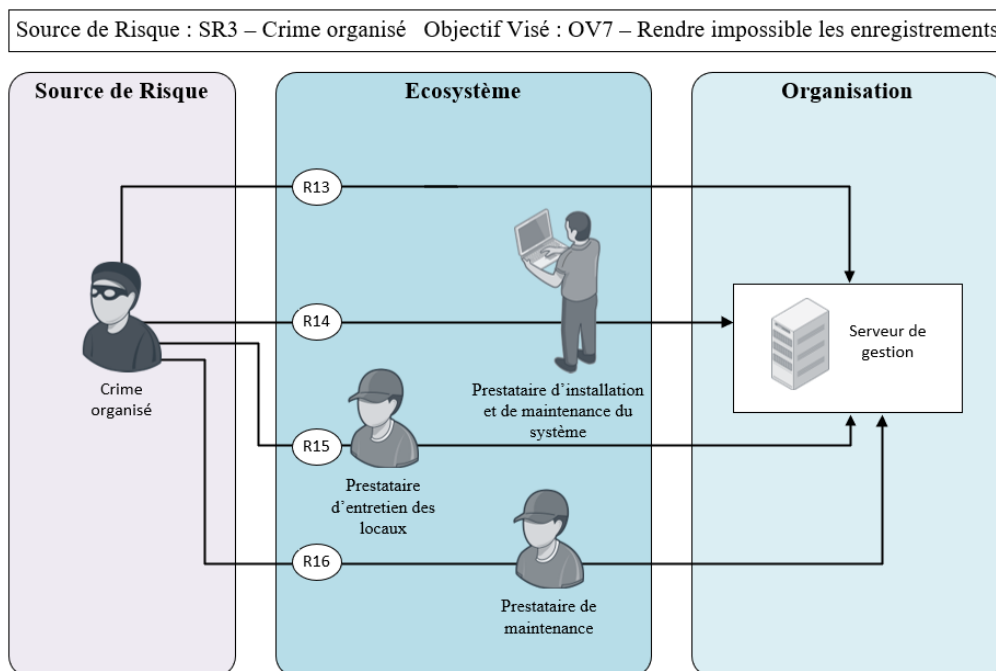 Source de Risque : SR3 – Crime organisé Objectif Visé : OV7 – Rendre impossible les enregistrements
Source de Risque
Ecosystème
Organisation
R13
R14
Serveur de
gestion
Crime
organisé
Prestataire d'installation
et de maintenance du
système
R15
Prestataire
d'entretien des
locaux
R16
Prestataire de
maintenance